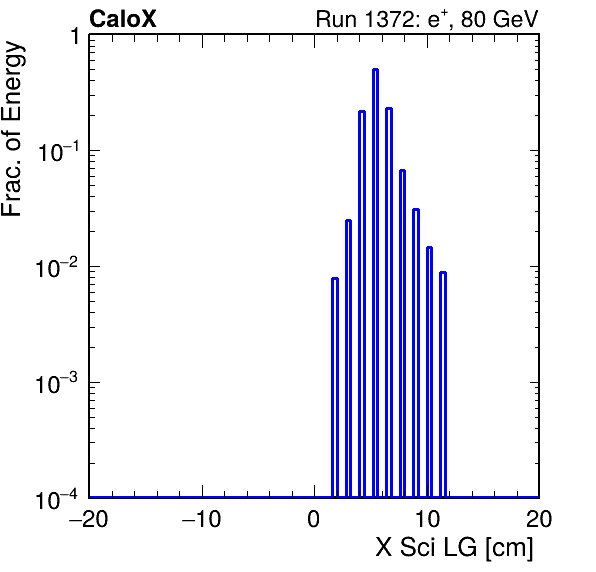 CaloX Run 1372: e⁺, 80 GeV
Frac. of Energy
1
10⁻¹
10⁻²
10⁻³
10⁻⁴
−20 −10 0 10 20
X Sci LG [cm]